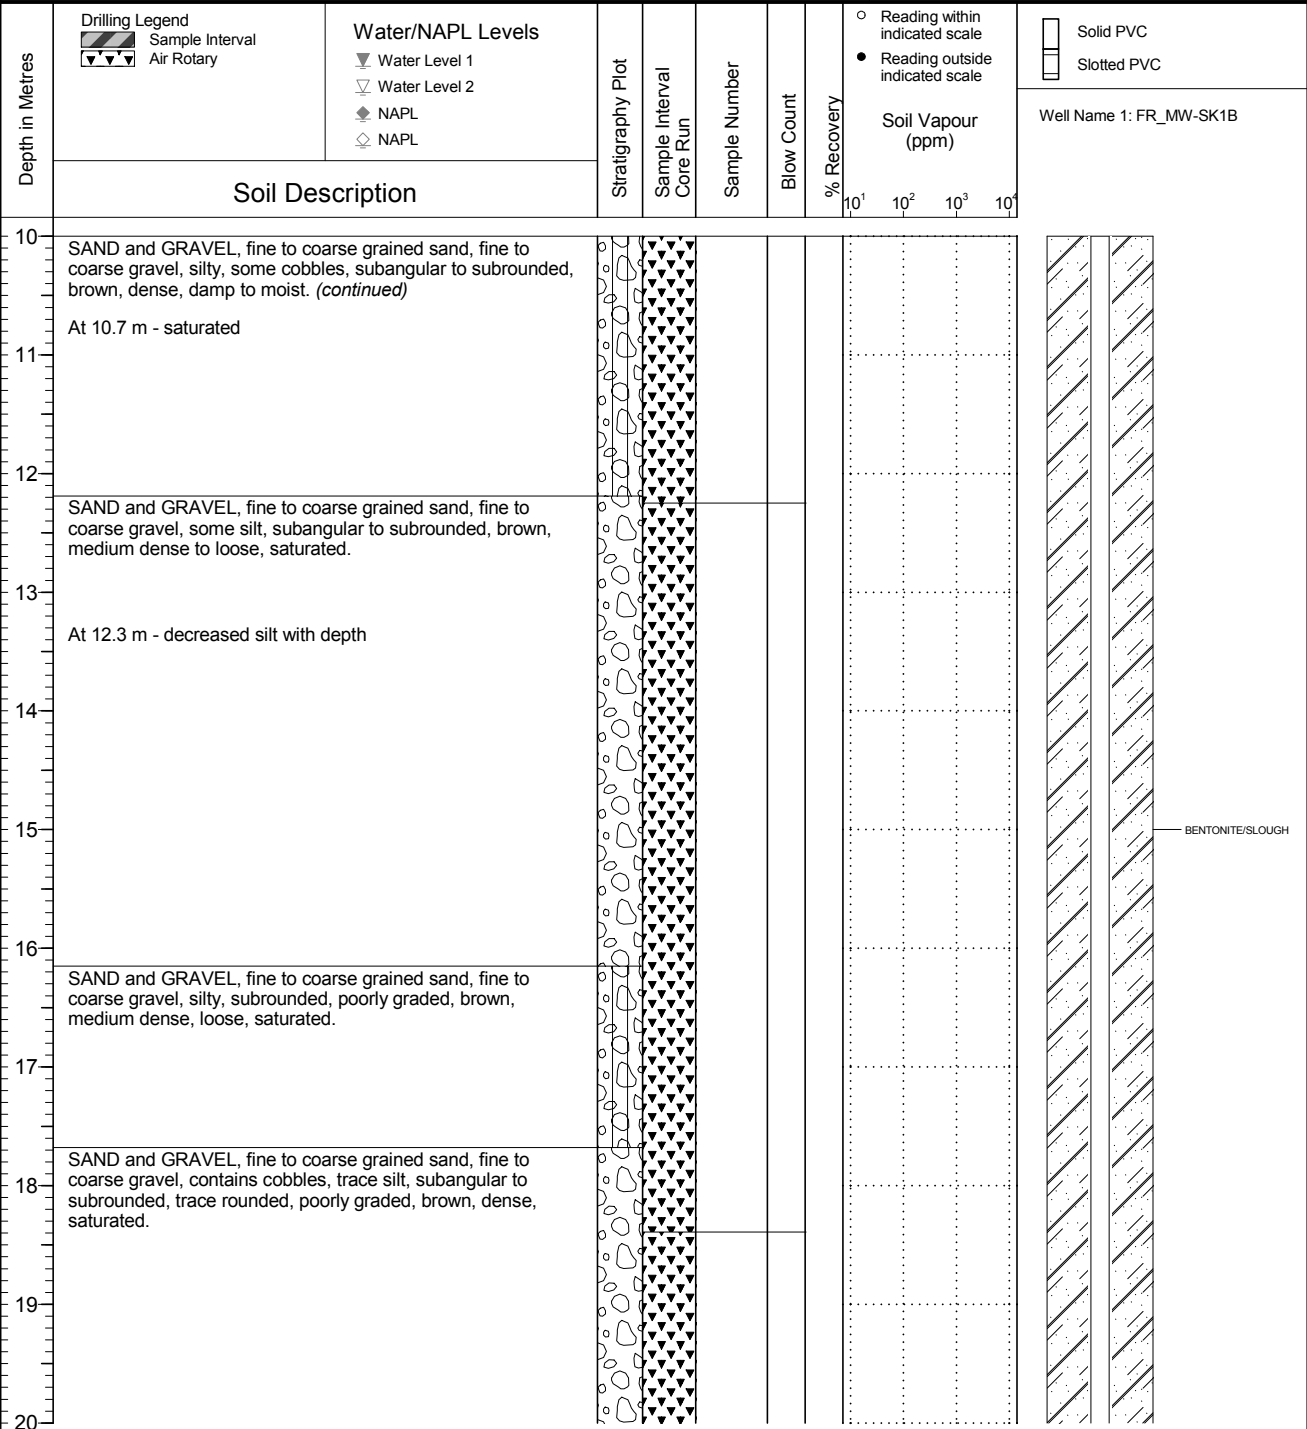 Depth in Metres
Drilling Legend
Sample Interval
Air Rotary
Water/NAPL Levels
Water Level 1
Water Level 2
NAPL
NAPL
Soil Description
Stratigraphy Plot
Sample Interval
Core Run
Sample Number
Blow Count
% Recovery
Reading within
indicated scale
Reading outside
indicated scale
Soil Vapour
(ppm)
10¹ 10² 10³ 10⁴
Solid PVC
Slotted PVC
Well Name 1: FR_MW-SK1B
10
SAND and GRAVEL, fine to coarse grained sand, fine to
coarse gravel, silty, some cobbles, subangular to subrounded,
brown, dense, damp to moist. (continued)
At 10.7 m - saturated
11
12
SAND and GRAVEL, fine to coarse grained sand, fine to
coarse gravel, some silt, subangular to subrounded, brown,
medium dense to loose, saturated.
13
At 12.3 m - decreased silt with depth
14
15
BENTONITE/SLOUGH
16
SAND and GRAVEL, fine to coarse grained sand, fine to
coarse gravel, silty, subrounded, poorly graded, brown,
medium dense, loose, saturated.
17
SAND and GRAVEL, fine to coarse grained sand, fine to
coarse gravel, contains cobbles, trace silt, subangular to
subrounded, trace rounded, poorly graded, brown, dense,
saturated.
18
19
20